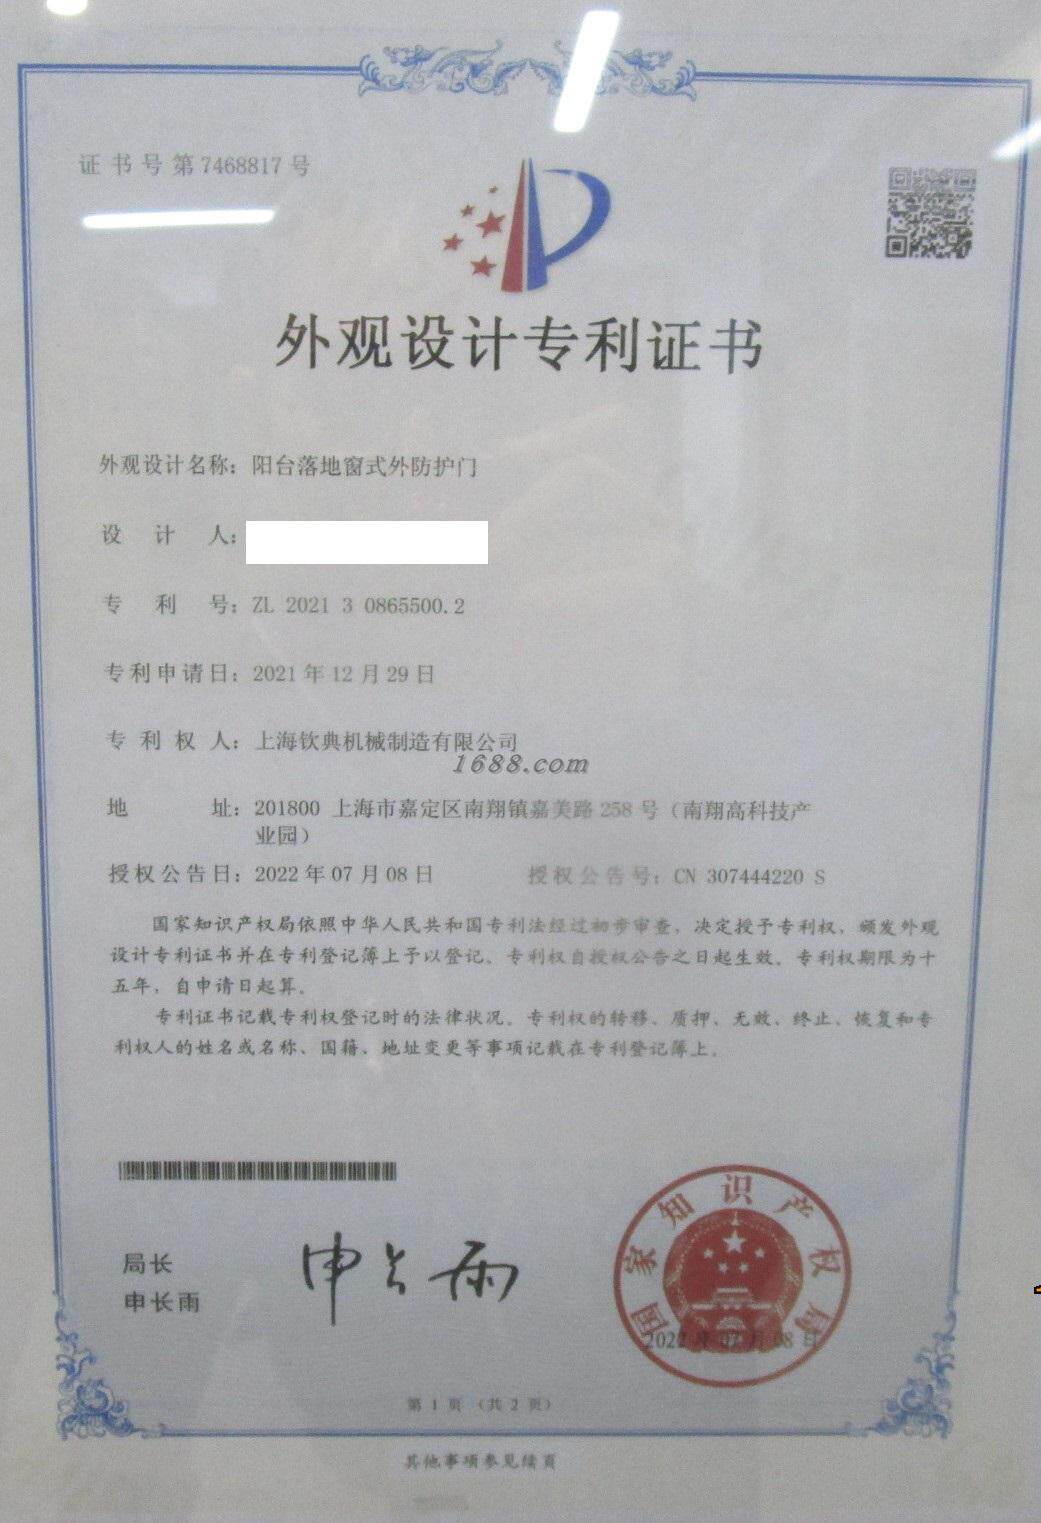 证书号第7468817号
外观设计专利证书
外观设计名称：阳台落地窗式外防护门
设计人：
专利号：ZL 2021 3 0865500.2
专利申请日：2021年12月29日
专利权人：上海钦典机械制造有限公司
1688.com
地址：201800 上海市嘉定区南翔镇嘉美路258号（南翔高科技产
业园）
授权公告日：2022年07月08日 授权公告号：CN 307444220 S
国家知识产权局依照中华人民共和国专利法经过初步审查，决定授予专利权，颁发外观
设计专利证书并在专利登记簿上予以登记。专利权自授权公告之日起生效。专利权期限为十
五年，自申请日起算。
专利证书记载专利权登记时的法律状况。专利权的转移、质押、无效、终止、恢复和专
利权人的姓名或名称、国籍、地址变更等事项记载在专利登记簿上。
局长
申长雨
申长雨
国家知识产权局
2022年07月08日
第 1 页 （共 2 页）
其他事项参见续页